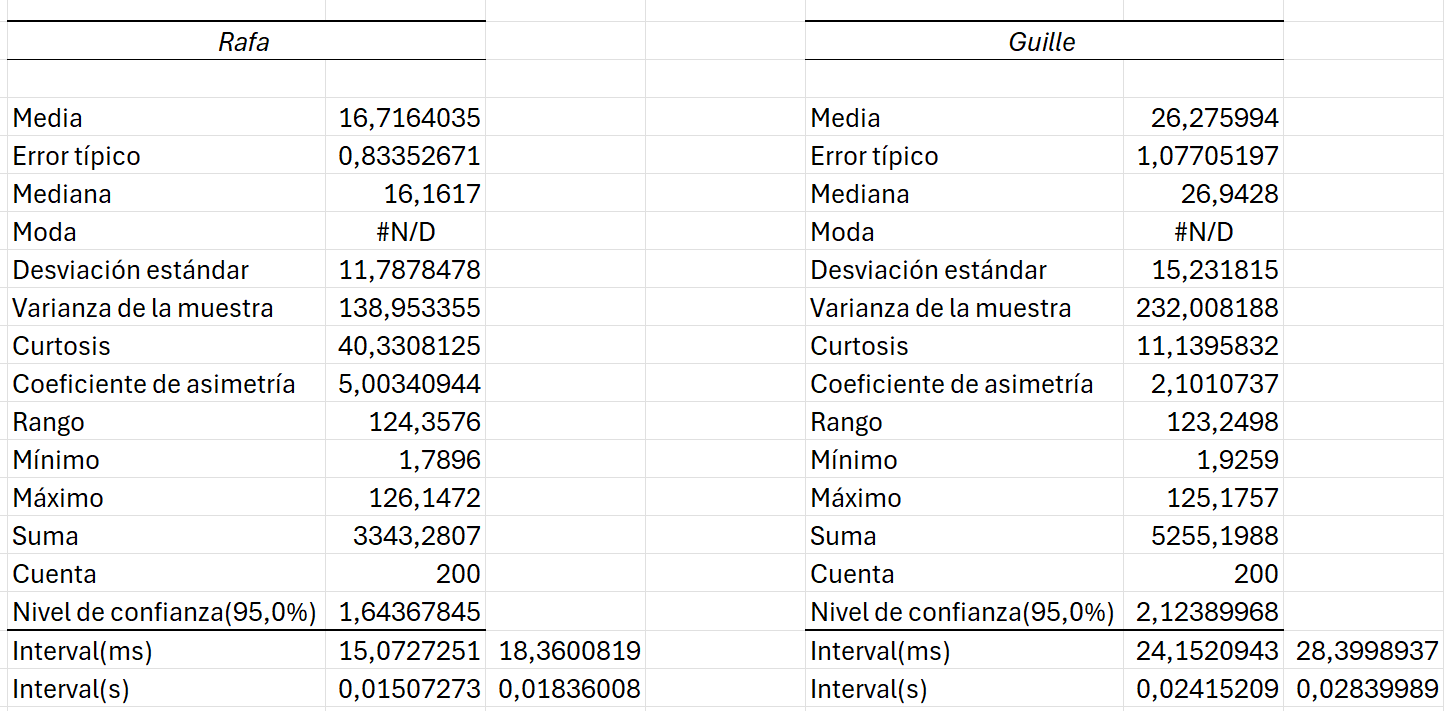 Rafa Guille
Media 16,7164035 Media 26,275994
Error típico 0,83352671 Error típico 1,07705197
Mediana 16,1617 Mediana 26,9428
Moda #N/D Moda #N/D
Desviación estándar 11,7878478 Desviación estándar 15,231815
Varianza de la muestra 138,953355 Varianza de la muestra 232,008188
Curtosis 40,3308125 Curtosis 11,1395832
Coeficiente de asimetría 5,00340944 Coeficiente de asimetría 2,1010737
Rango 124,3576 Rango 123,2498
Mínimo 1,7896 Mínimo 1,9259
Máximo 126,1472 Máximo 125,1757
Suma 3343,2807 Suma 5255,1988
Cuenta 200 Cuenta 200
Nivel de confianza(95,0%) 1,64367845 Nivel de confianza(95,0%) 2,12389968
Interval(ms) 15,0727251 18,3600819 Interval(ms) 24,1520943 28,3998937
Interval(s) 0,01507273 0,01836008 Interval(s) 0,02415209 0,02839989